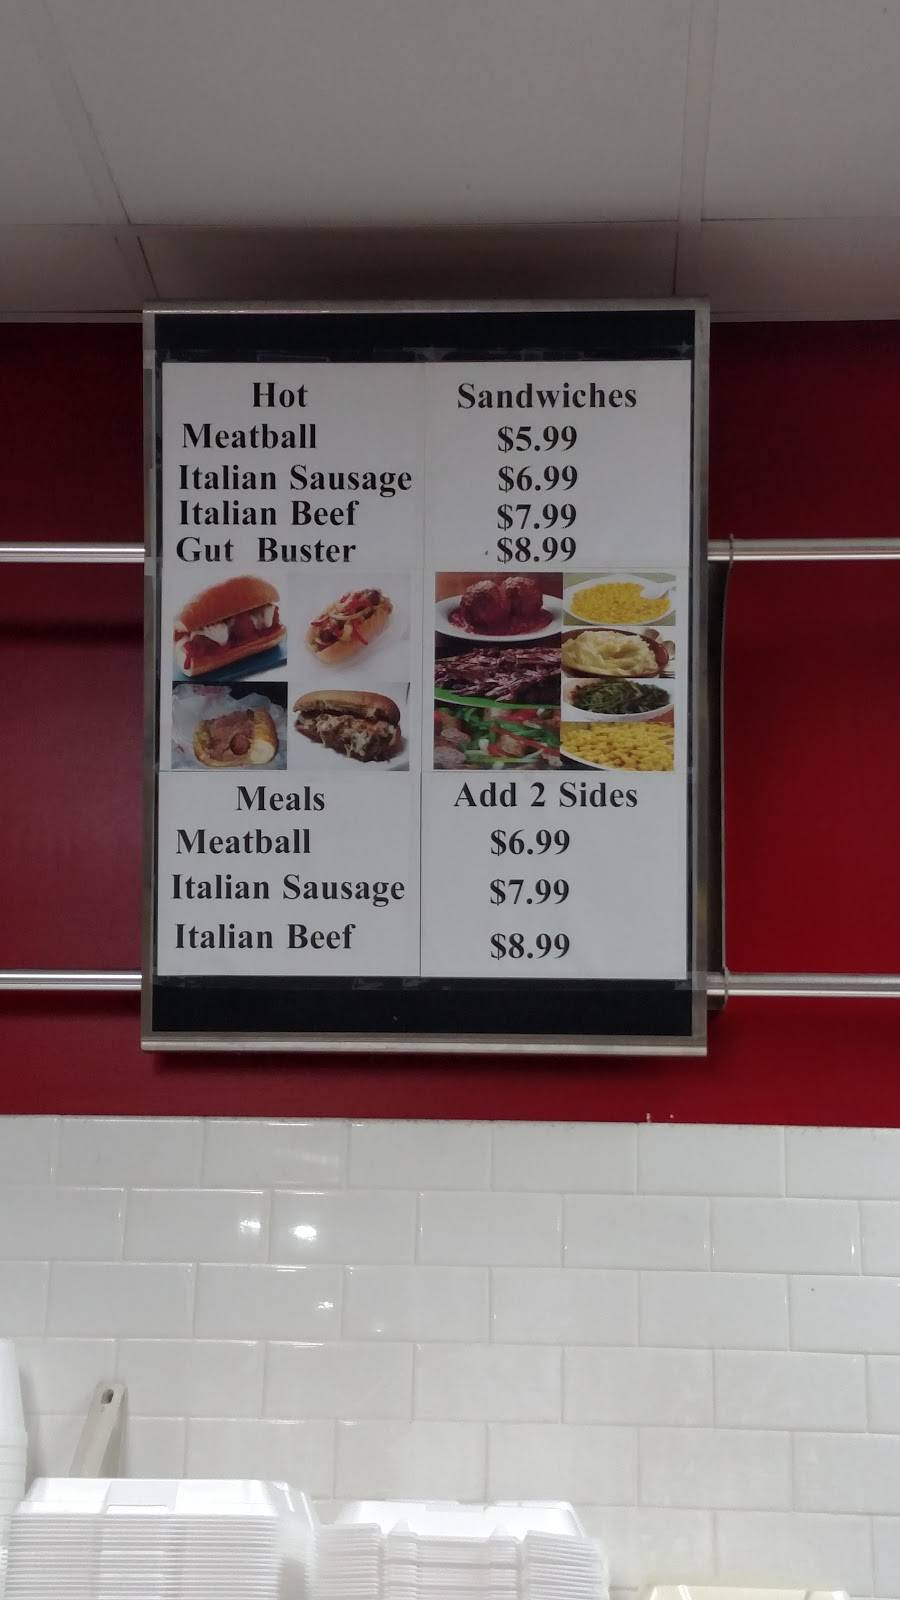 Hot Sandwiches
Meatball $5.99
Italian Sausage $6.99
Italian Beef $7.99
Gut Buster $8.99
Meals Add 2 Sides
Meatball $6.99
Italian Sausage $7.99
Italian Beef $8.99